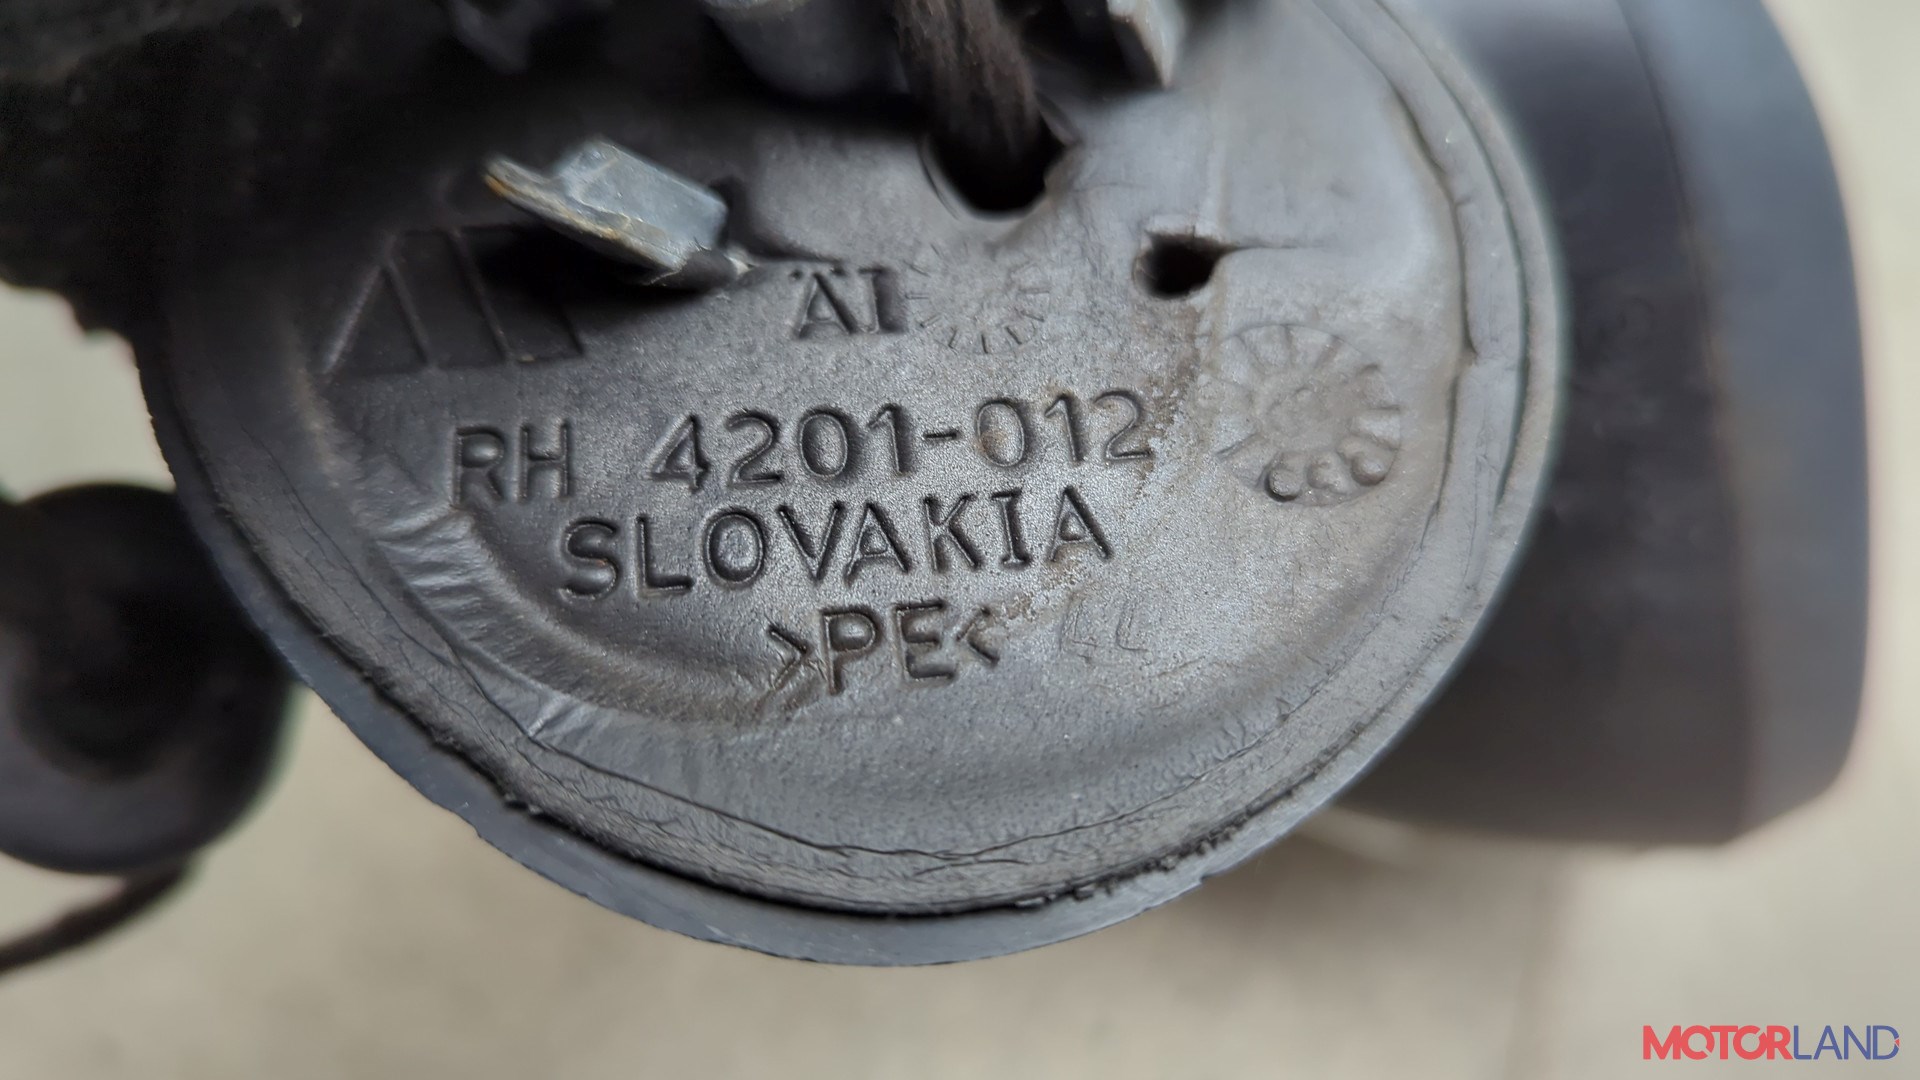 AI
RH 4201-012
SLOVAKIA
>PE<
MOTORLAND